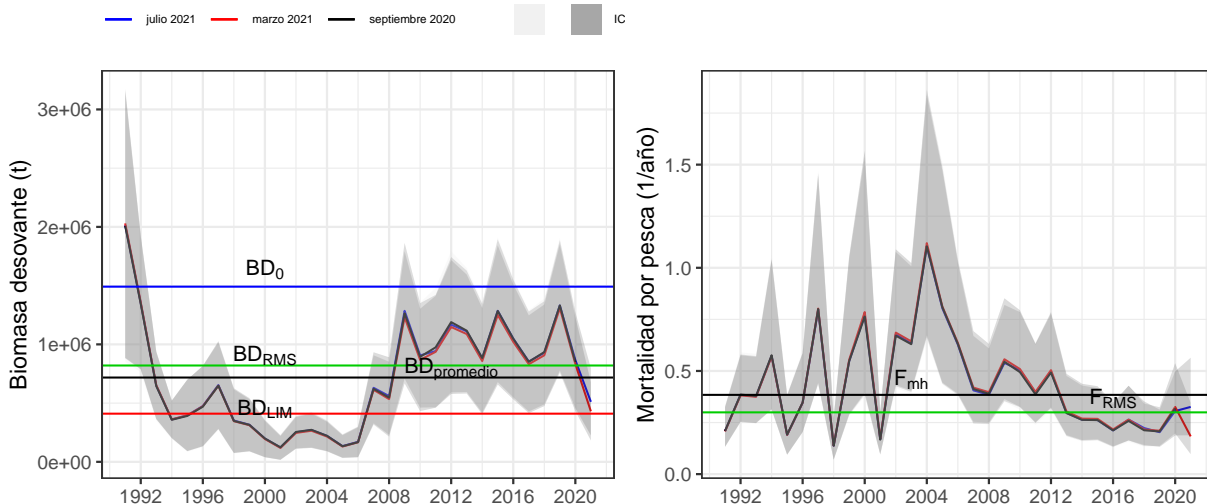 julio 2021 marzo 2021 septiembre 2020 IC
Biomasa desovante (t)
3e+06
2e+06
1e+06
0e+00
BD0
BDRMS
BDpromedio
BDLIM
1992 1996 2000 2004 2008 2012 2016 2020
Mortalidad por pesca (1/año)
1.5
1.0
0.5
0.0
Fmh
FRMS
1992 1996 2000 2004 2008 2012 2016 2020